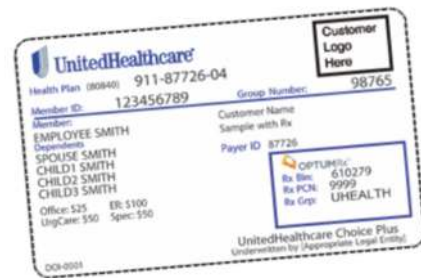 UnitedHealthcare®
Customer
Logo
Here
Health Plan (80840) 911-87726-04
Member ID: 123456789 Group Number: 98765
Member:
EMPLOYEE SMITH
Dependents
SPOUSE SMITH
CHILD1 SMITH
CHILD2 SMITH
CHILD3 SMITH
Customer Name
Sample with Rx
Payer ID 87726
OPTUMRx®
Rx Bin: 610279
Rx PCN: 9999
Rx Grp: UHEALTH
Office: $25 ER: $100
UrgCare: $50 Spec: $50
UnitedHealthcare Choice Plus
Underwritten by [Appropriate Legal Entity]
DOI-0501